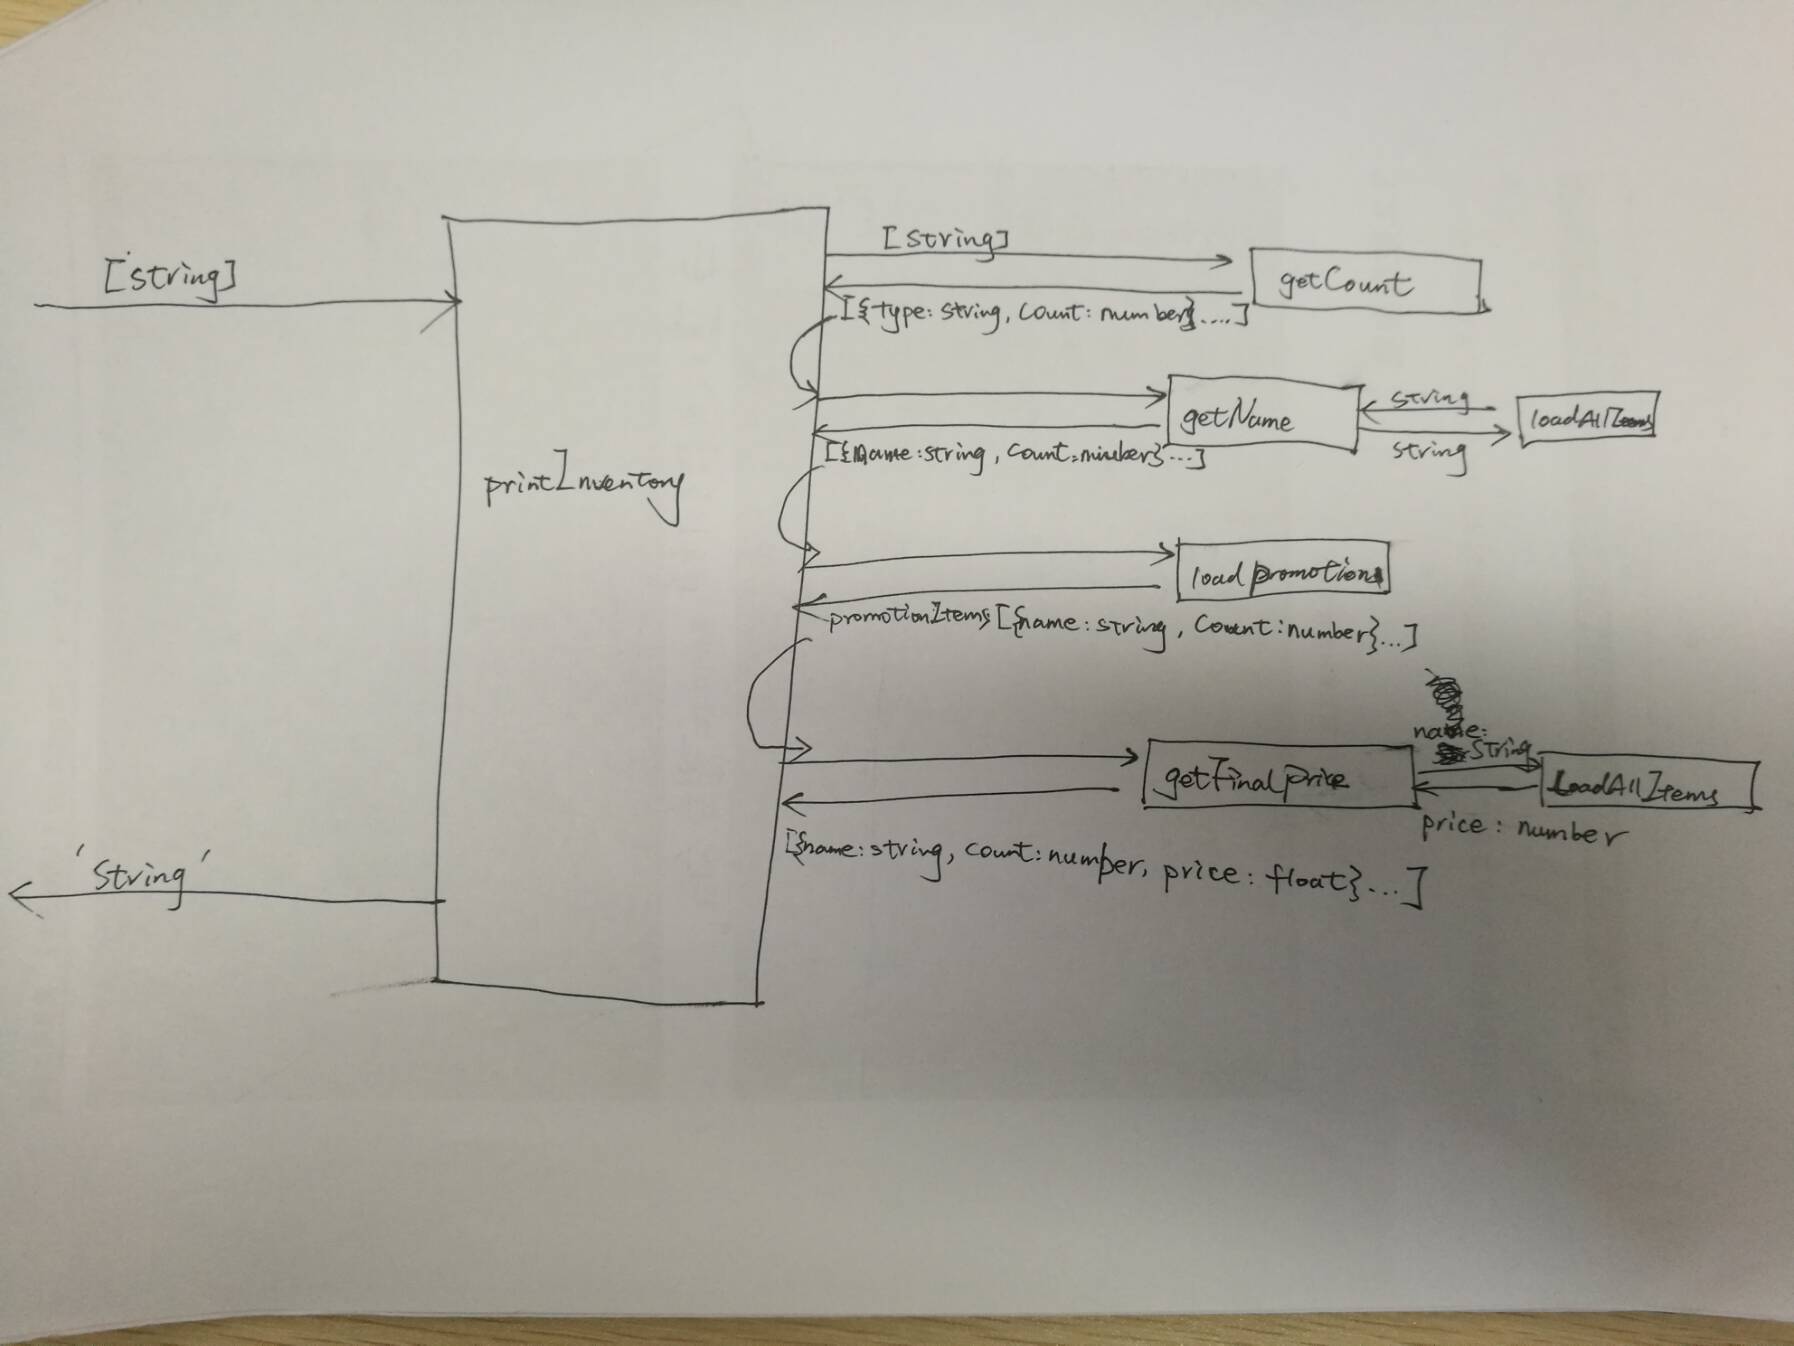 [string]
[string]
getCount
[{type: string, count: number}....]
getName
string
loadAllItems
string
[{name: string, count: number}...]
printInventory
loadpromotions
promotionItems[{name: string, count: number}...]
name:
string
getFinalprice
LoadAllItems
price: number
[{name: string, count: number, price: float}...]
'String'